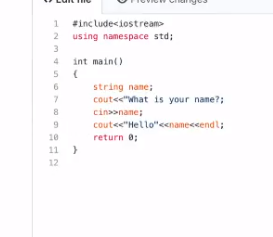 Edit file Preview changes
1 #include<iostream>
2 using namespace std;
3
4 int main()
5 {
6 string name;
7 cout<<"What is your name?;
8 cin>>name;
9 cout<<"Hello"<<name<<endl;
10 return 0;
11 }
12